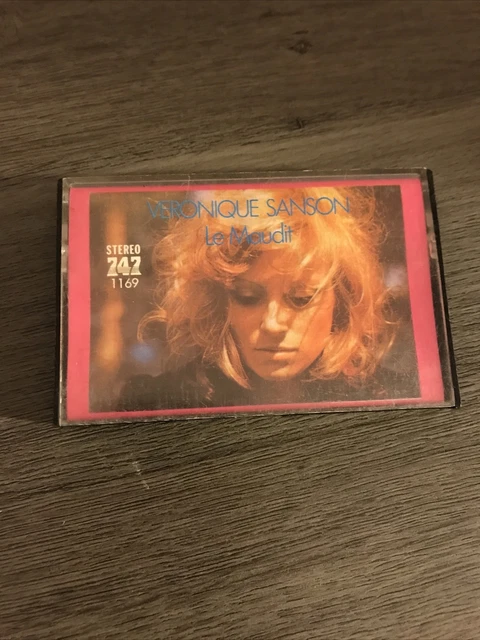 VERONIQUE SANSON
Le Maudit
STEREO
747
1169